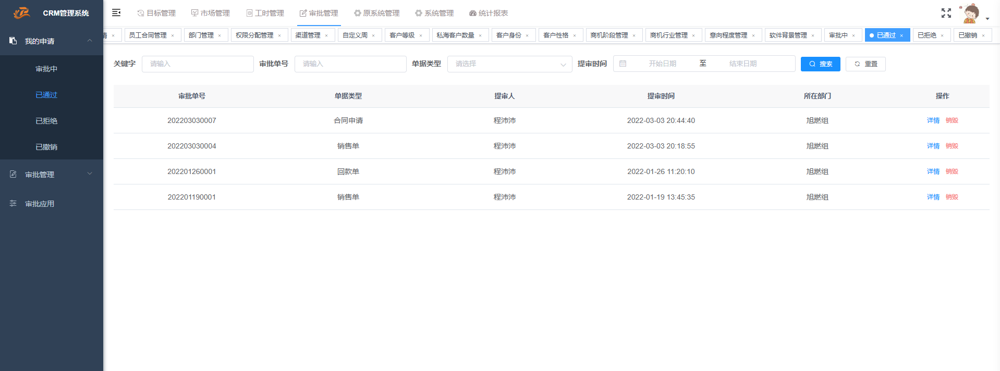 CRM管理系统
目标管理 市场管理 工时管理 审批管理 原系统管理 系统管理 统计报表
情 × 员工合同管理 × 部门管理 × 权限分配管理 × 渠道管理 × 自定义周 × 客户等级 × 私海客户数量 × 客户身份 × 客户性格 × 商机阶段管理 × 商机行业管理 × 意向程度管理 × 软件背景管理 × 审批中 × 已通过 × 已拒绝 × 已撤销 ×
我的申请
审批中
已通过
已拒绝
已撤销
审批管理
审批应用
关键字 请输入 审批单号 请输入 单据类型 请选择 提审时间 开始日期 至 结束日期 搜索 重置
审批单号 单据类型 提审人 提审时间 所在部门 操作
202203030007 合同申请 程沛沛 2022-03-03 20:44:40 旭燃组 详情 销毁
202203030004 销售单 程沛沛 2022-03-03 20:18:55 旭燃组 详情 销毁
202201260001 回款单 程沛沛 2022-01-26 11:20:10 旭燃组 详情 销毁
202201190001 销售单 程沛沛 2022-01-19 13:45:35 旭燃组 详情 销毁